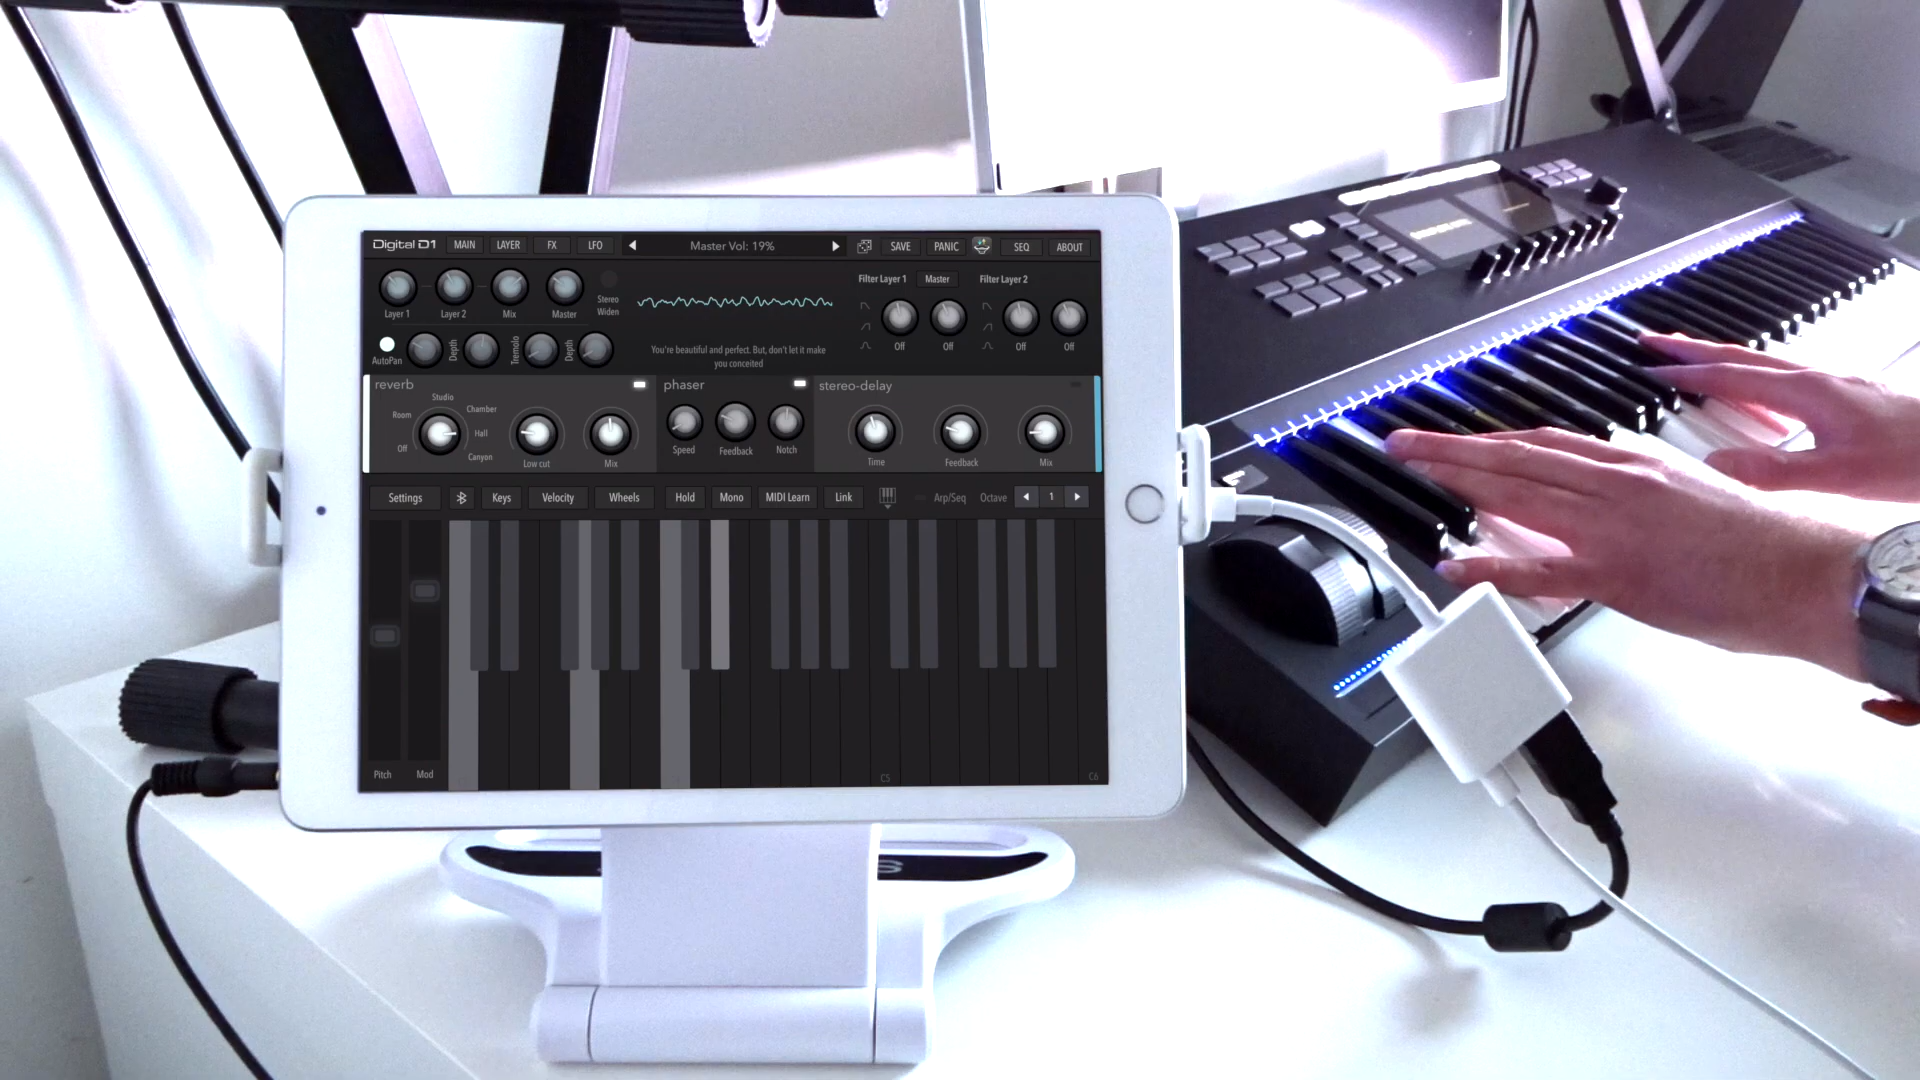 Digital D1
MAIN
LAYER
FX
LFO
Master Vol: 19%
SAVE
PANIC
SEQ
ABOUT
Layer 1
Layer 2
Mix
Master
Stereo
Widen
Filter Layer 1
Master
Filter Layer 2
Off
Off
Off
Off
AutoPan
Depth
Tremolo
Depth
You're beautiful and perfect. But, don't let it make
you conceited
reverb
Off
Room
Studio
Chamber
Hall
Canyon
Low cut
Mix
phaser
Speed
Feedback
Notch
stereo-delay
Time
Feedback
Mix
Settings
Keys
Velocity
Wheels
Hold
Mono
MIDI Learn
Link
Arp/Seq
Octave
1
Pitch
Mod
C5
C6